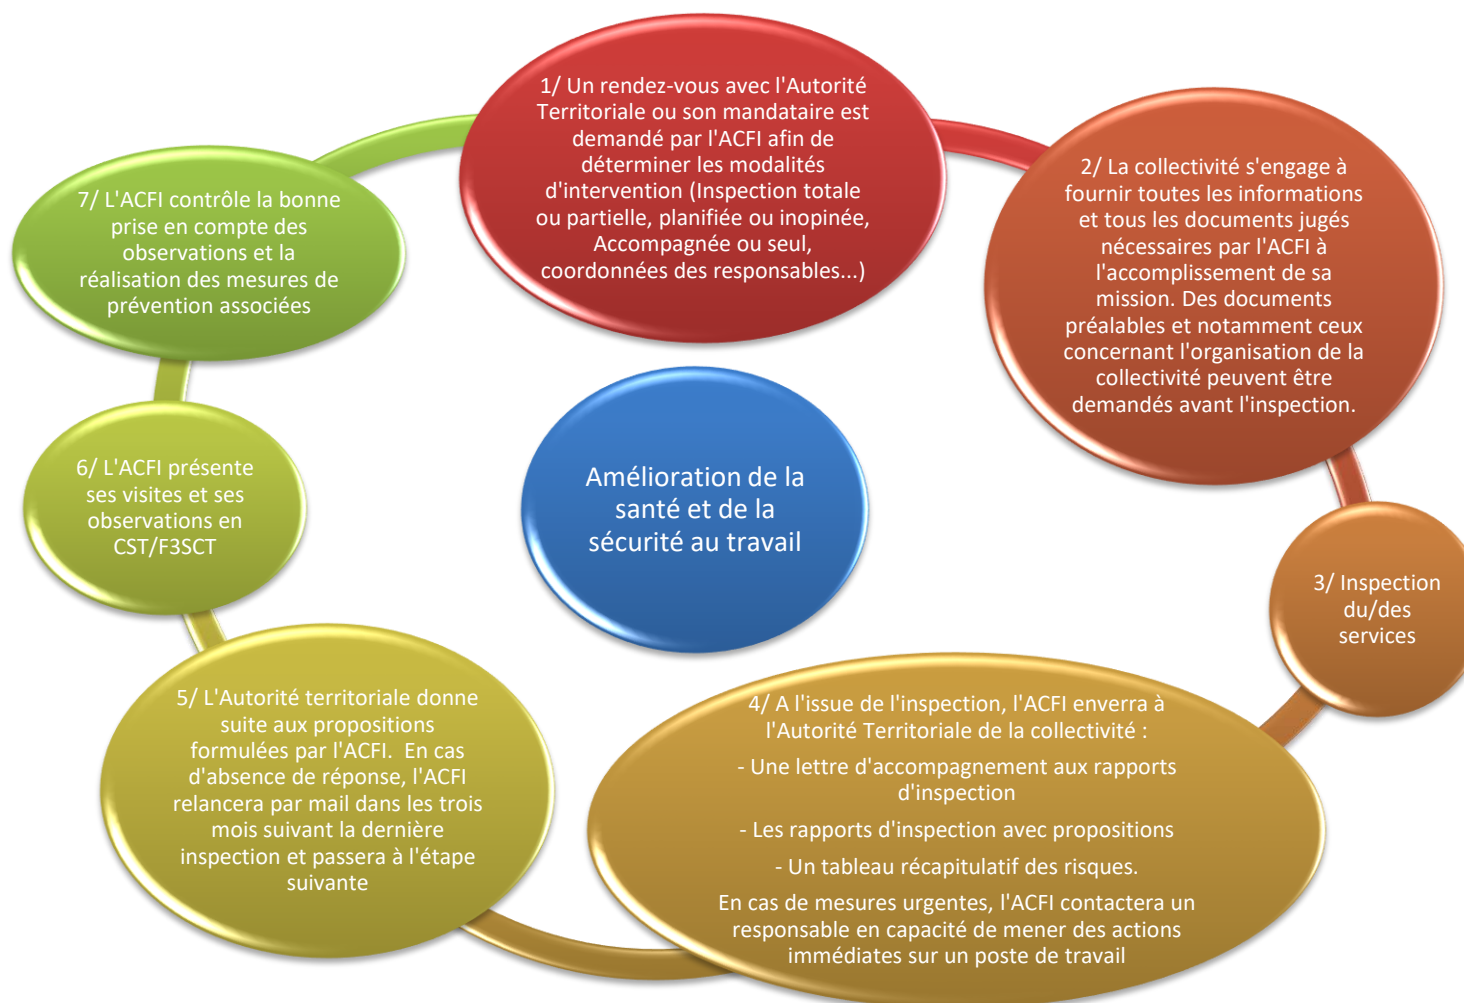 1/ Un rendez-vous avec l'Autorité
Territoriale ou son mandataire est
demandé par l'ACFI afin de
déterminer les modalités
d'intervention (Inspection totale
ou partielle, planifiée ou inopinée,
Accompagnée ou seul,
coordonnées des responsables...)
2/ La collectivité s'engage à
fournir toutes les informations
et tous les documents jugés
nécessaires par l'ACFI à
l'accomplissement de sa
mission. Des documents
préalables et notamment ceux
concernant l'organisation de la
collectivité peuvent être
demandés avant l'inspection.
3/ Inspection
du/des
services
4/ A l'issue de l'inspection, l'ACFI enverra à
l'Autorité Territoriale de la collectivité :
- Une lettre d'accompagnement aux rapports
d'inspection
- Les rapports d'inspection avec propositions
- Un tableau récapitulatif des risques.
En cas de mesures urgentes, l'ACFI contactera un
responsable en capacité de mener des actions
immédiates sur un poste de travail
5/ L'Autorité territoriale donne
suite aux propositions
formulées par l'ACFI.  En cas
d'absence de réponse, l'ACFI
relancera par mail dans les trois
mois suivant la dernière
inspection et passera à l'étape
suivante
6/ L'ACFI présente
ses visites et ses
observations en
CST/F3SCT
7/ L'ACFI contrôle la bonne
prise en compte des
observations et la
réalisation des mesures de
prévention associées
Amélioration de la
santé et de la
sécurité au travail